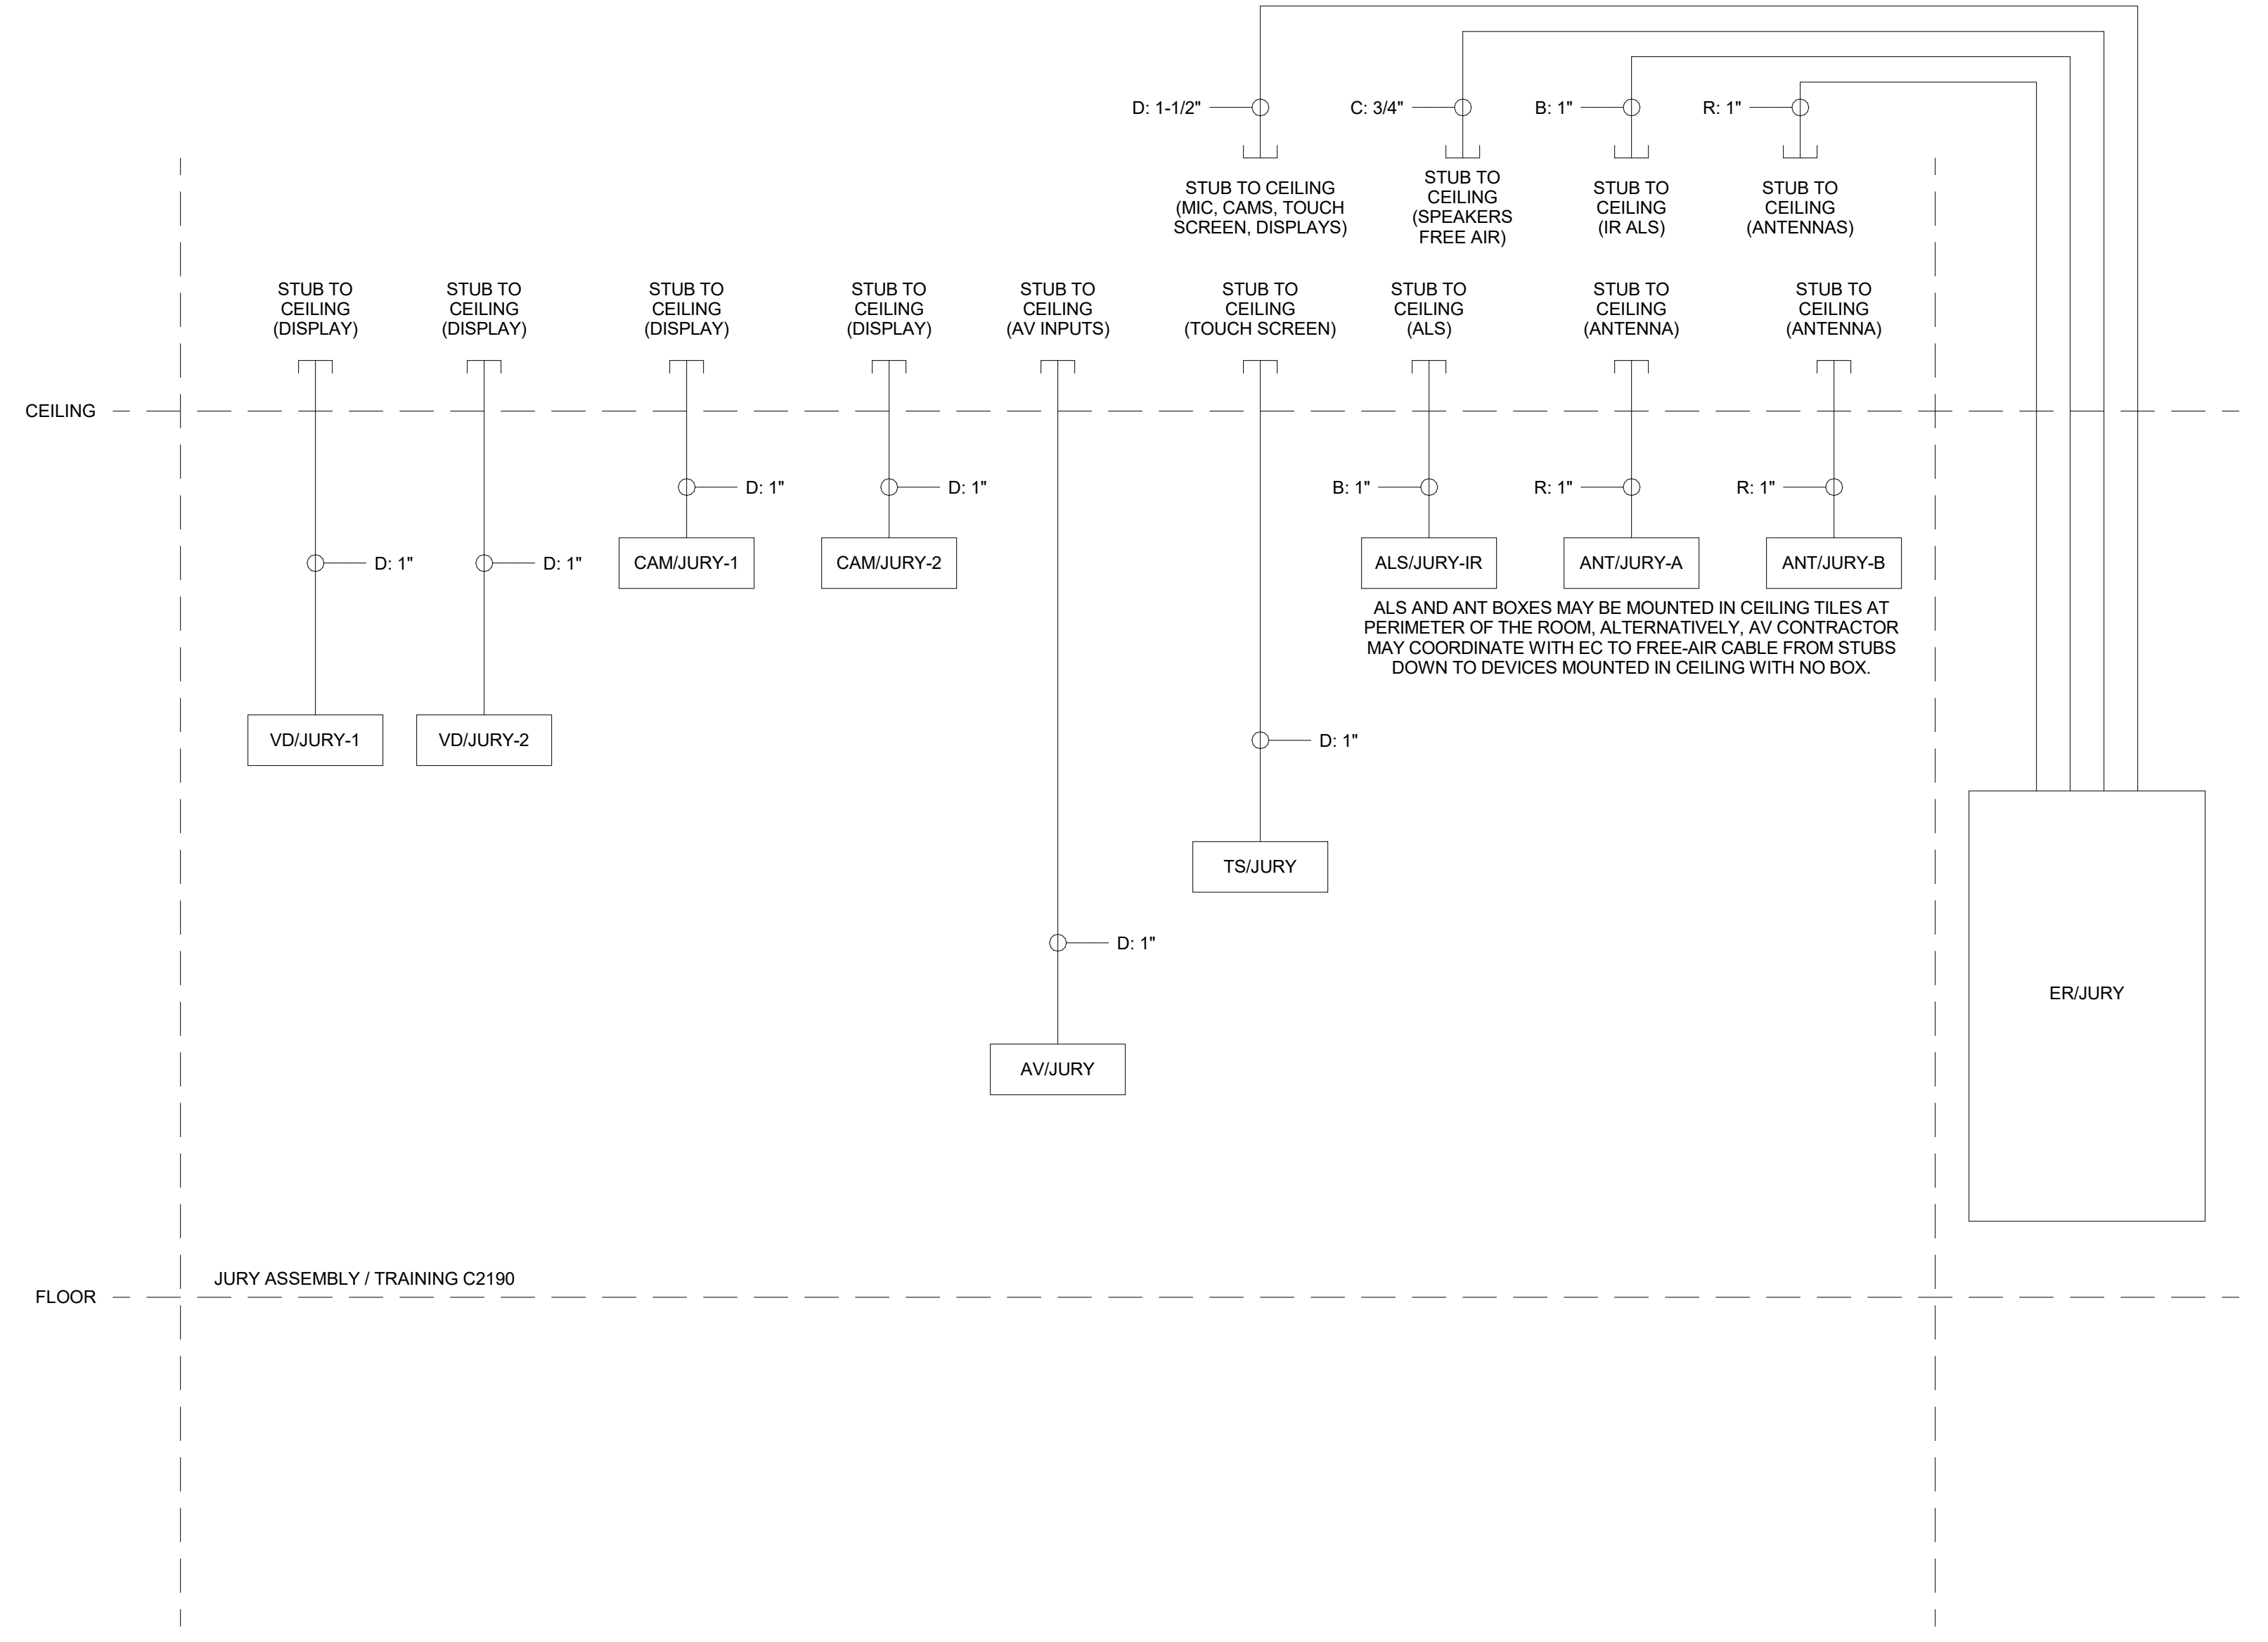 D: 1-1/2"
C: 3/4"
B: 1"
R: 1"
STUB TO CEILING
(MIC, CAMS, TOUCH
SCREEN, DISPLAYS)
STUB TO
CEILING
(SPEAKERS
FREE AIR)
STUB TO
CEILING
(IR ALS)
STUB TO
CEILING
(ANTENNAS)
STUB TO
CEILING
(DISPLAY)
STUB TO
CEILING
(DISPLAY)
STUB TO
CEILING
(DISPLAY)
STUB TO
CEILING
(DISPLAY)
STUB TO
CEILING
(AV INPUTS)
STUB TO
CEILING
(TOUCH SCREEN)
STUB TO
CEILING
(ALS)
STUB TO
CEILING
(ANTENNA)
STUB TO
CEILING
(ANTENNA)
CEILING
D: 1"
D: 1"
B: 1"
R: 1"
R: 1"
D: 1"
D: 1"
CAM/JURY-1
CAM/JURY-2
ALS/JURY-IR
ANT/JURY-A
ANT/JURY-B
ALS AND ANT BOXES MAY BE MOUNTED IN CEILING TILES AT
PERIMETER OF THE ROOM, ALTERNATIVELY, AV CONTRACTOR
MAY COORDINATE WITH EC TO FREE-AIR CABLE FROM STUBS
DOWN TO DEVICES MOUNTED IN CEILING WITH NO BOX.
VD/JURY-1
VD/JURY-2
D: 1"
TS/JURY
D: 1"
ER/JURY
AV/JURY
JURY ASSEMBLY / TRAINING C2190
FLOOR